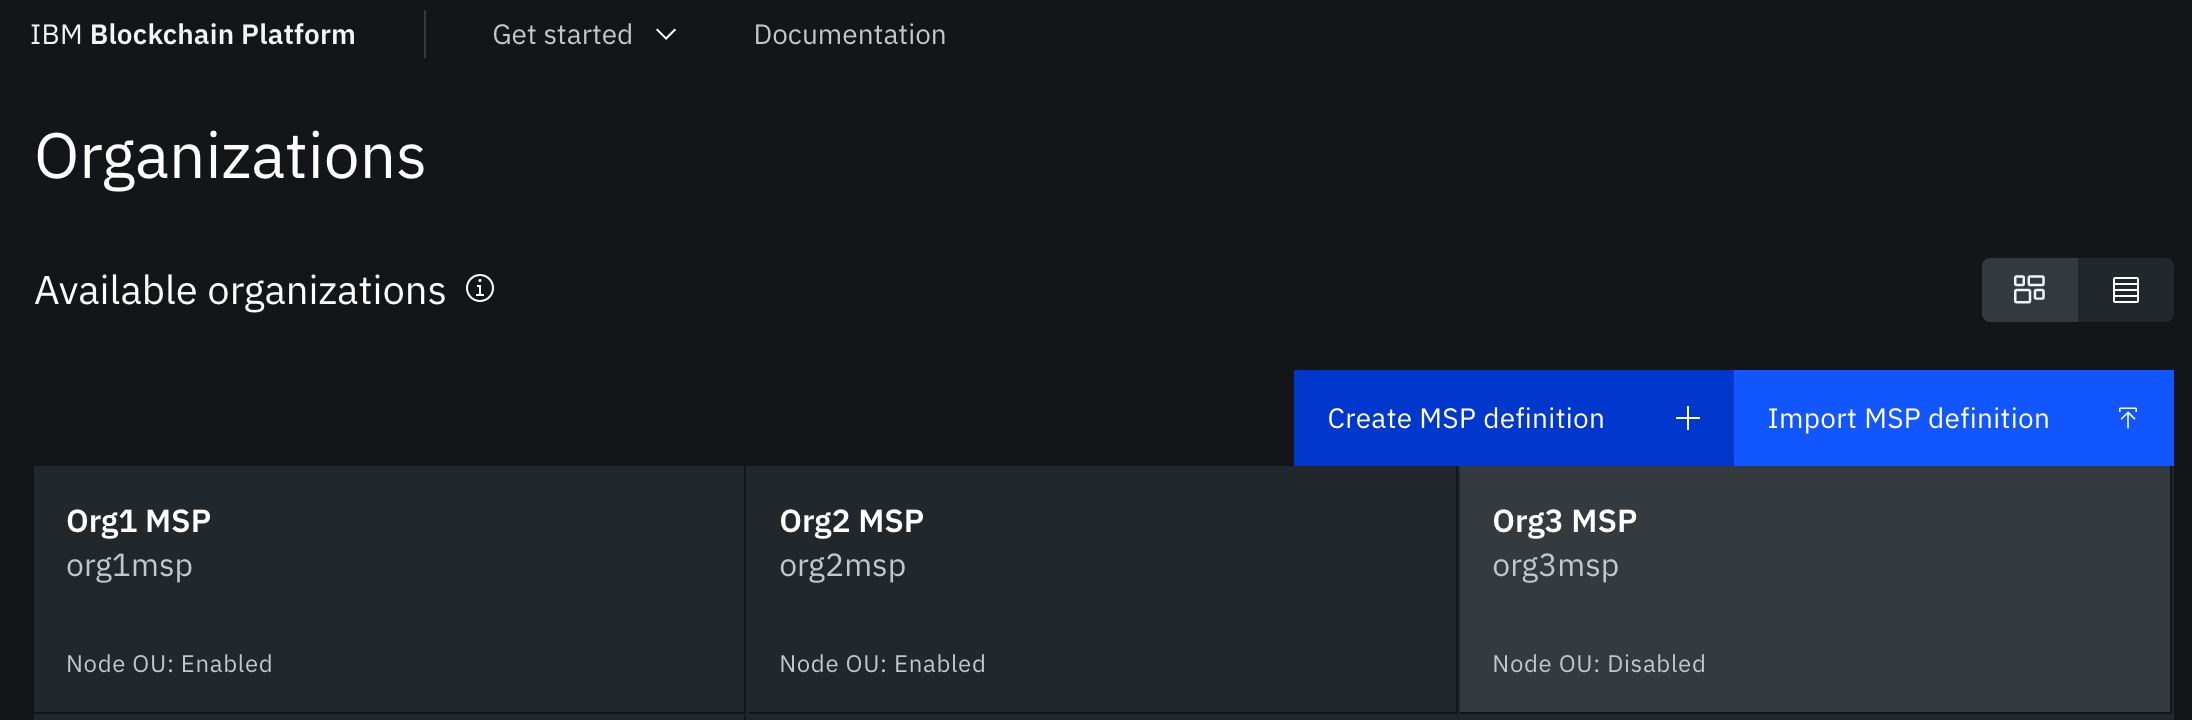 IBM Blockchain Platform
Get started
Documentation
Organizations
Available organizations
Create MSP definition
Import MSP definition
Org1 MSP
org1msp
Node OU: Enabled
Org2 MSP
org2msp
Node OU: Enabled
Org3 MSP
org3msp
Node OU: Disabled